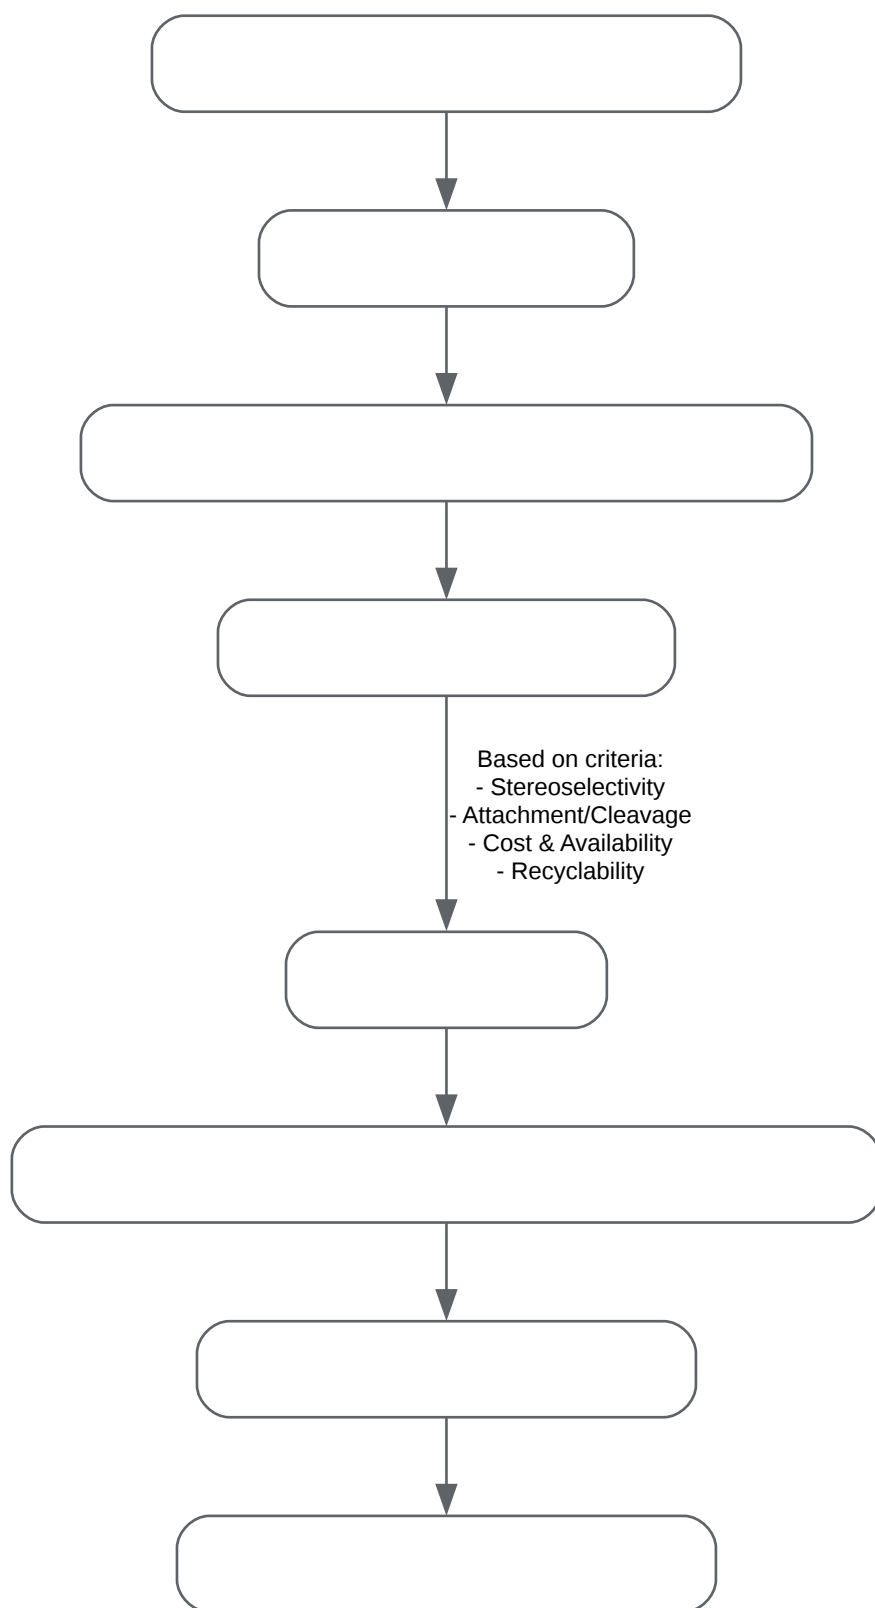 Based on criteria:
- Stereoselectivity
- Attachment/Cleavage
- Cost & Availability
- Recyclability